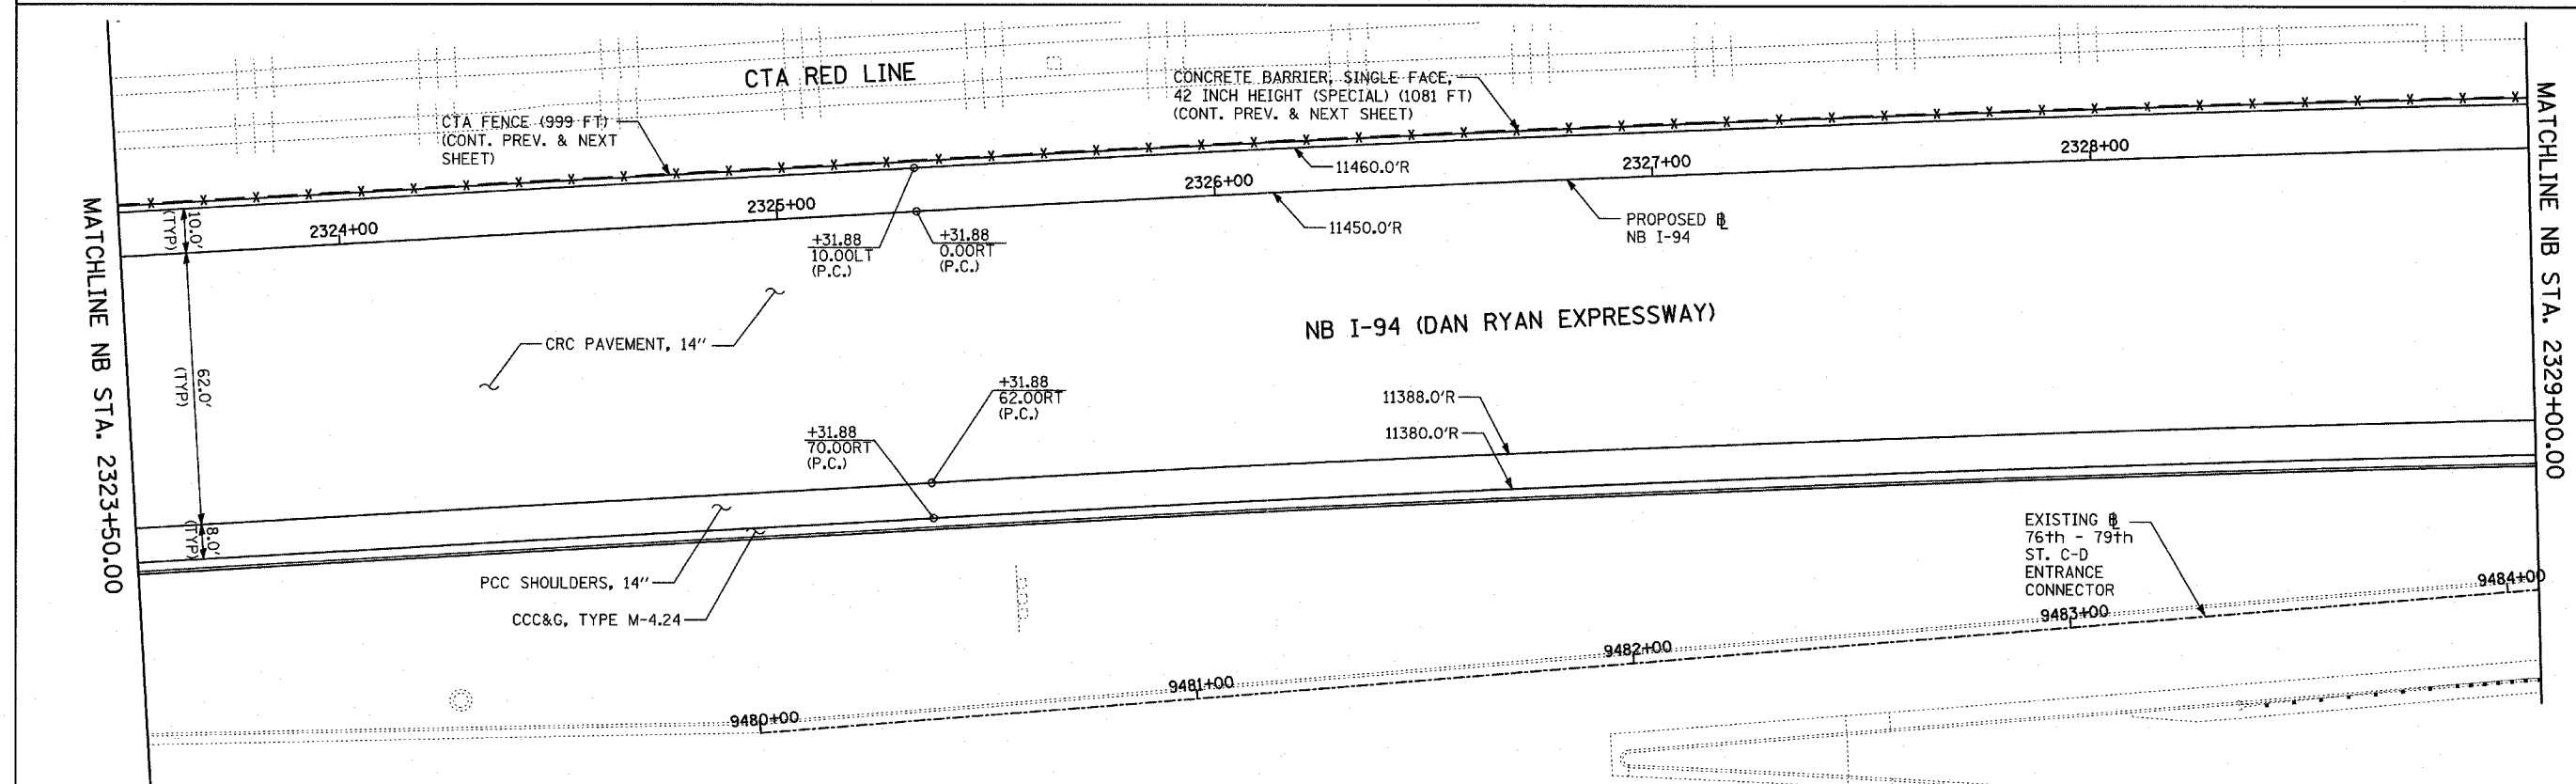 CTA RED LINE
CONCRETE BARRIER, SINGLE FACE,
42 INCH HEIGHT (SPECIAL) (1081 FT)
(CONT. PREV. & NEXT SHEET)
CTA FENCE (999 FT)
(CONT. PREV. & NEXT
SHEET)
MATCHLINE NB STA. 2323+50.00
MATCHLINE NB STA. 2329+00.00
2324+00
2325+00
2326+00
2327+00
2328+00
11460.0'R
11450.0'R
PROPOSED ℄
NB I-94
10.0'
(TYP)
+31.88
10.00LT
(P.C.)
+31.88
0.00RT
(P.C.)
NB I-94 (DAN RYAN EXPRESSWAY)
CRC PAVEMENT, 14"
62.0'
(TYP)
+31.88
62.00RT
(P.C.)
+31.88
70.00RT
(P.C.)
11388.0'R
11380.0'R
8.0'
(TYP)
PCC SHOULDERS, 14"
CCC&G, TYPE M-4.24
EXISTING ℄
76th - 79th
ST. C-D
ENTRANCE
CONNECTOR
9480+00
9481+00
9482+00
9483+00
9484+00